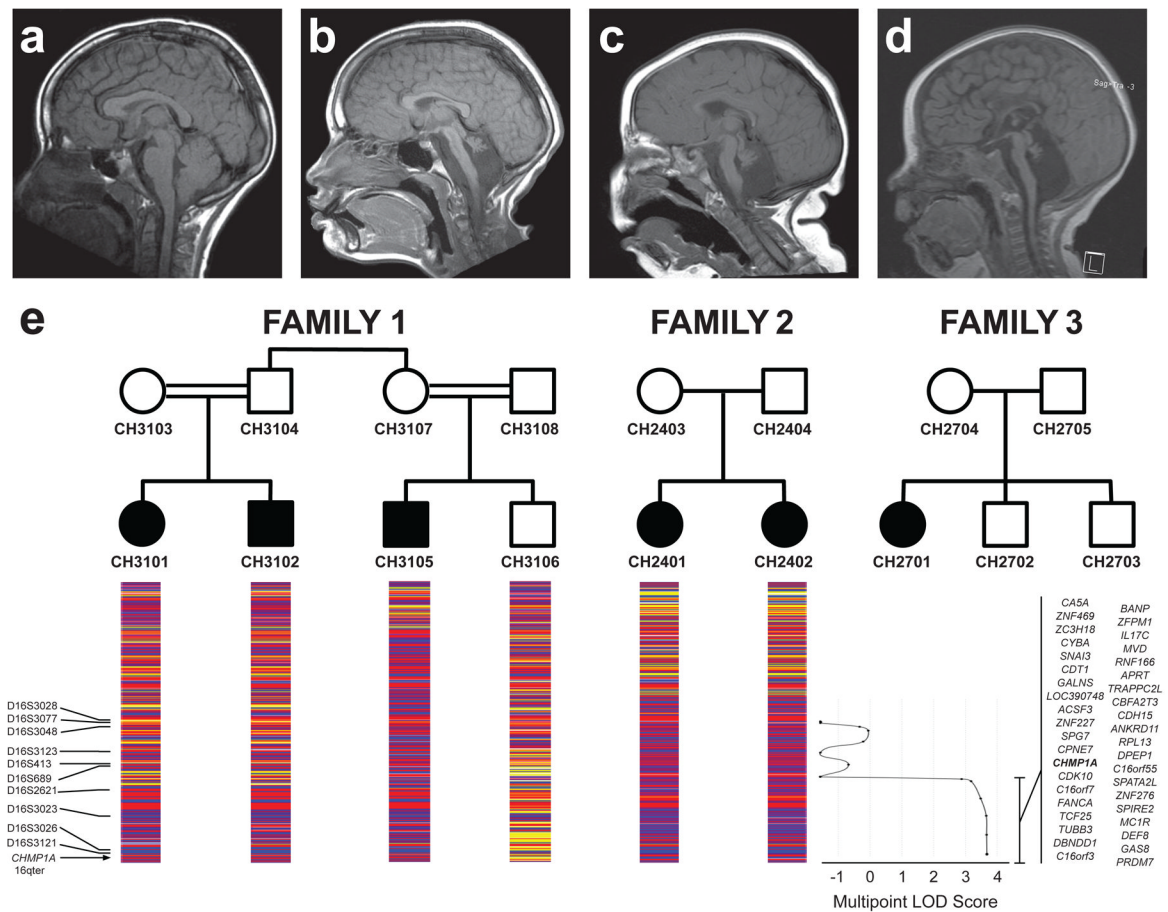 a
b
c
d
Sag>Tra -3
L
e
FAMILY 1
FAMILY 2
FAMILY 3
CH3103
CH3104
CH3107
CH3108
CH2403
CH2404
CH2704
CH2705
CH3101
CH3102
CH3105
CH3106
CH2401
CH2402
CH2701
CH2702
CH2703
D16S3028
D16S3077
D16S3048
D16S3123
D16S413
D16S689
D16S2621
D16S3023
D16S3026
D16S3121
CHMP1A
16qter
CA5A
ZNF469
ZC3H18
CYBA
SNAI3
CDT1
GALNS
LOC390748
ACSF3
ZNF227
SPG7
CPNE7
CHMP1A
CDK10
C16orf7
FANCA
TCF25
TUBB3
DBNDD1
C16orf3
BANP
ZFPM1
IL17C
MVD
RNF166
APRT
TRAPPC2L
CBFA2T3
CDH15
ANKRD11
RPL13
DPEP1
C16orf55
SPATA2L
ZNF276
SPIRE2
MC1R
DEF8
GAS8
PRDM7
-1 0 1 2 3 4
Multipoint LOD Score